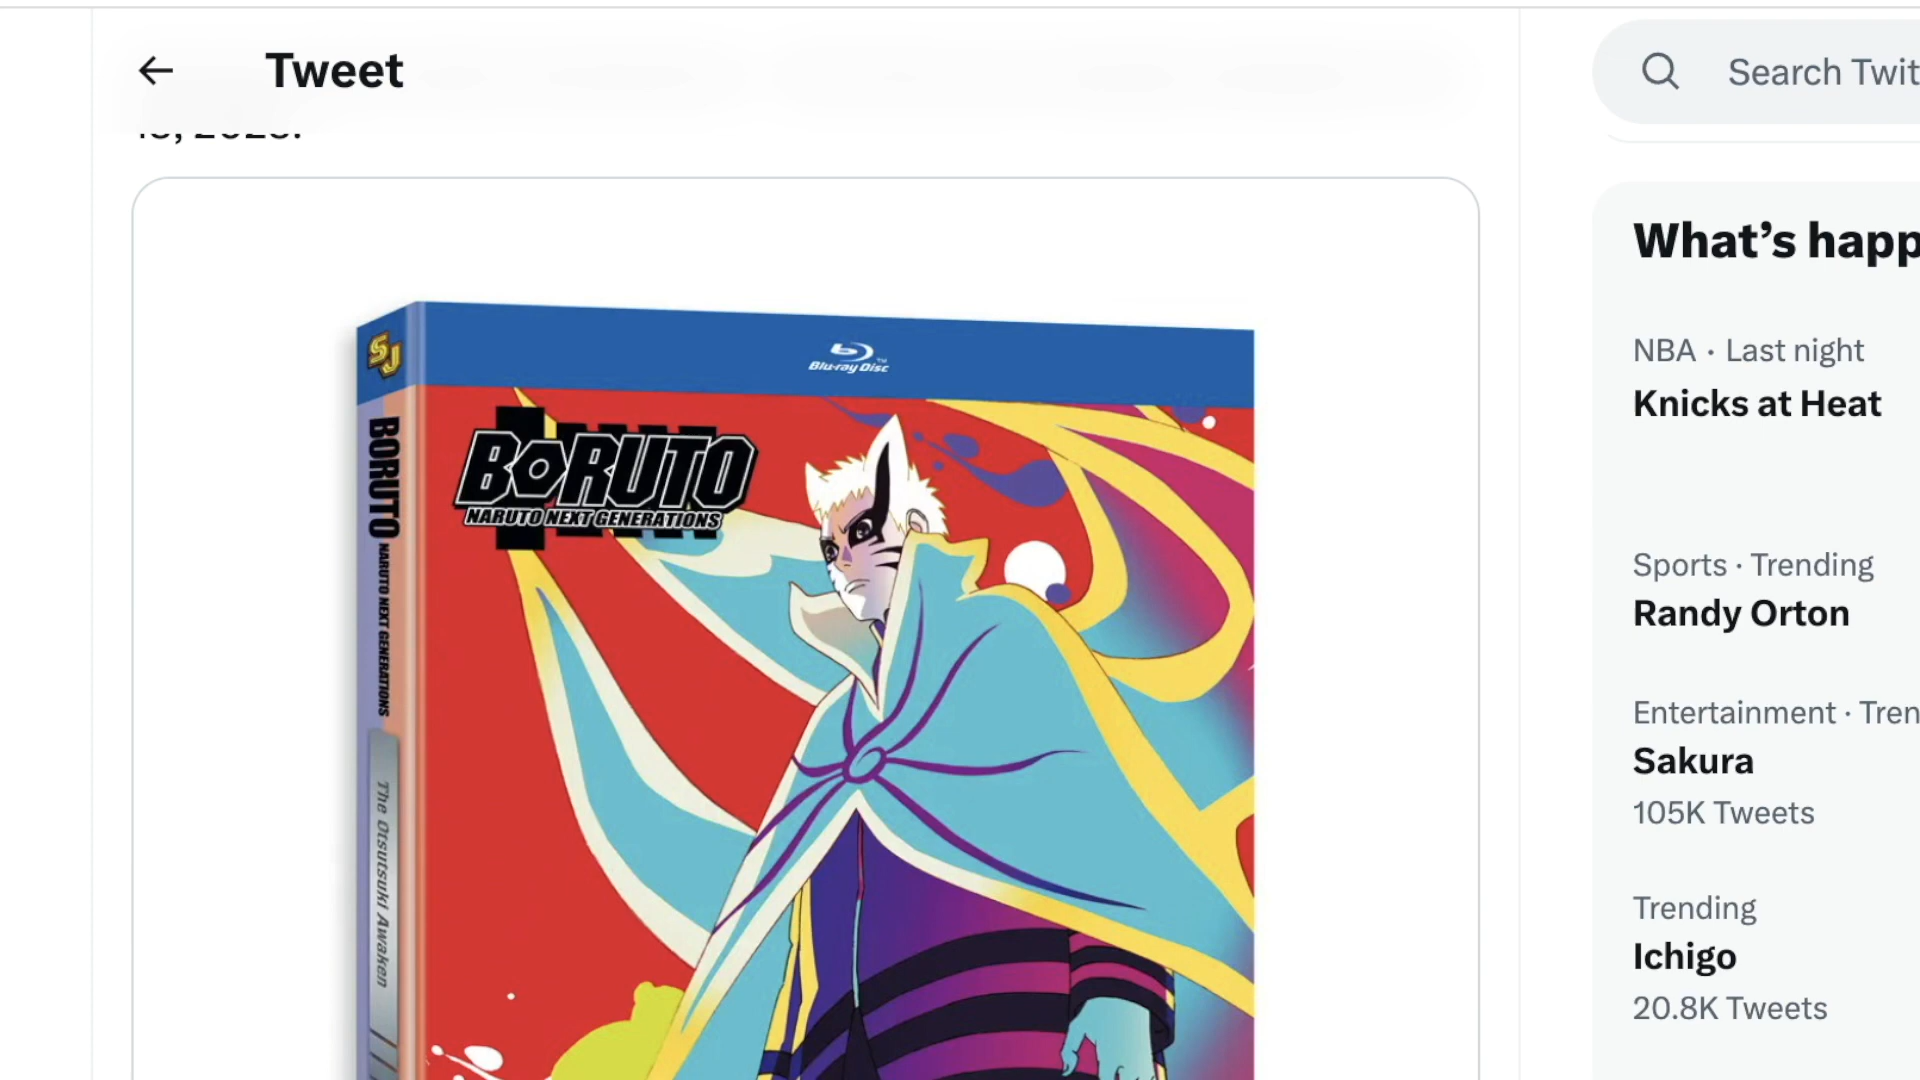 Tweet
Search Twit
What's happ
NBA · Last night
Knicks at Heat
Sports · Trending
Randy Orton
Entertainment · Tren
Sakura
105K Tweets
Trending
Ichigo
20.8K Tweets
Blu-ray Disc™
SJ
BORUTO
NARUTO NEXT GENERATIONS
BORUTO NARUTO NEXT GENERATIONS
The Otsutsuki Awaken